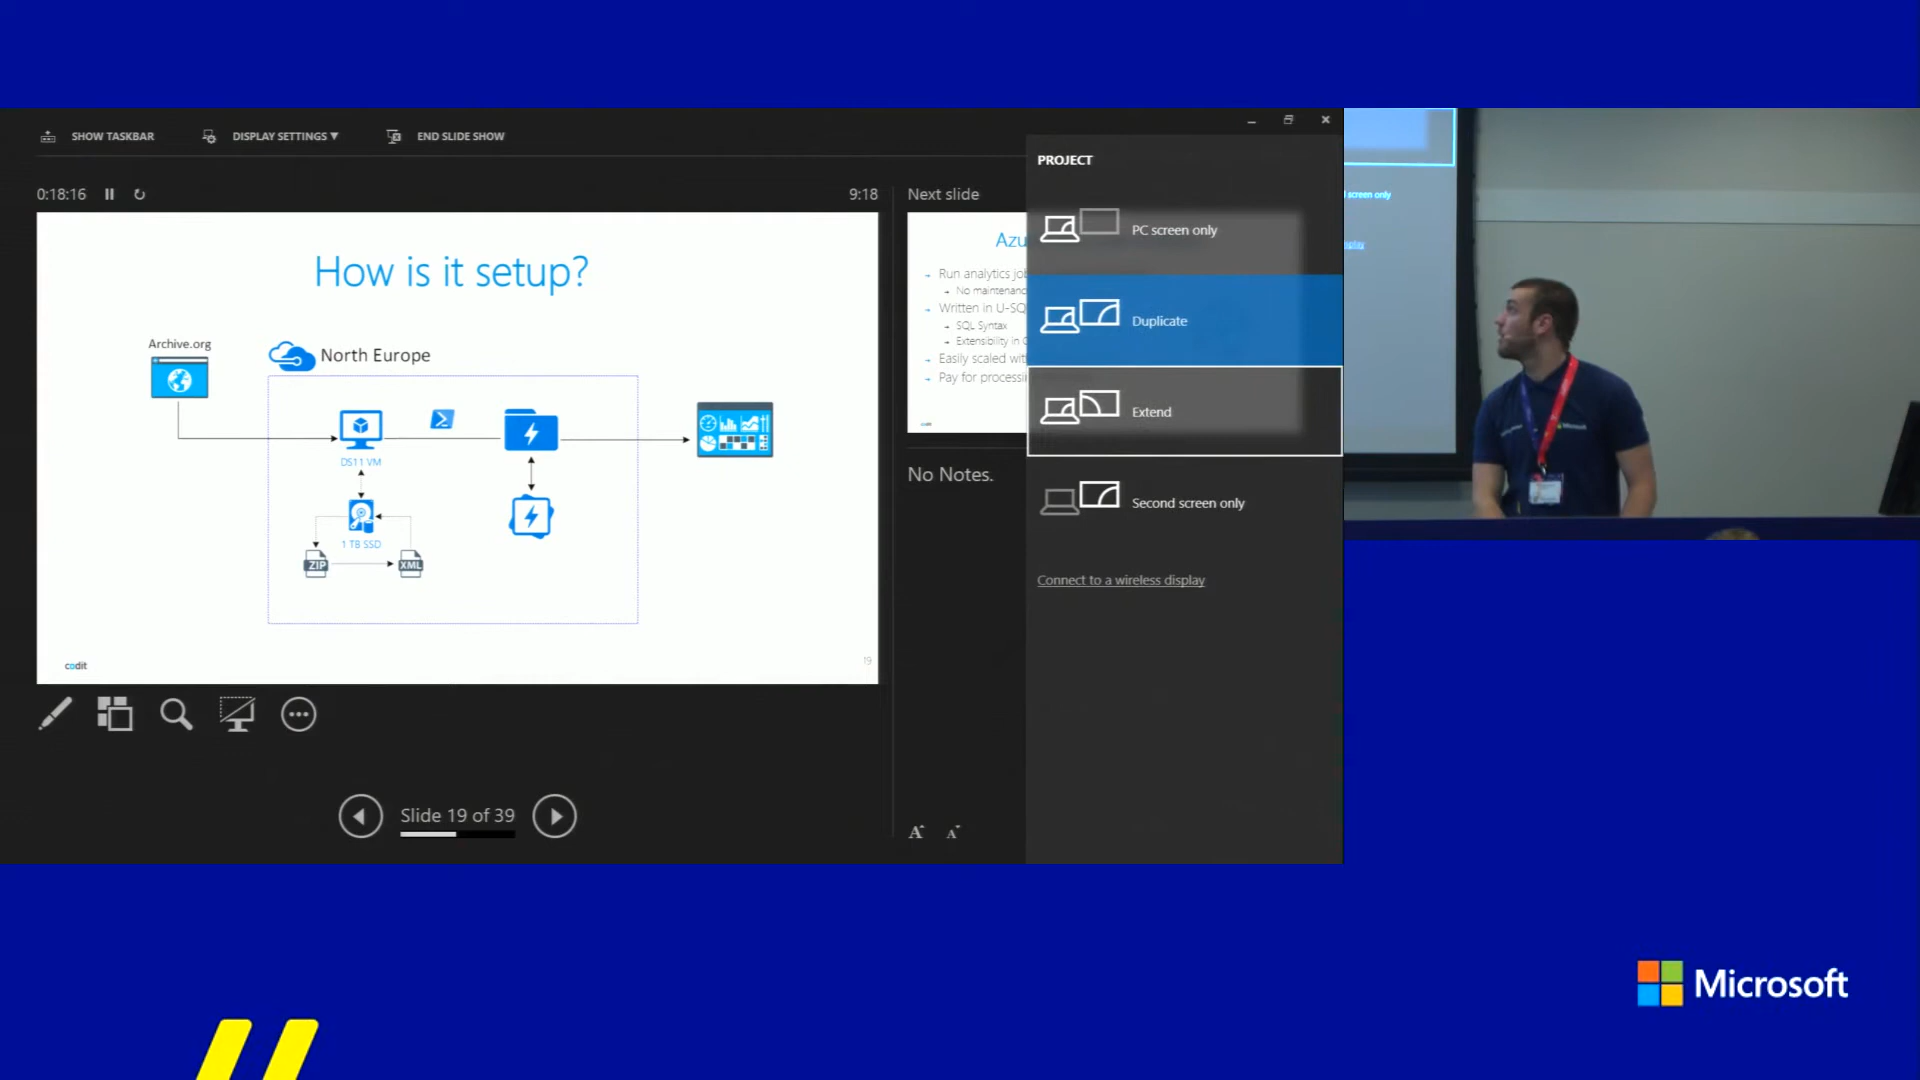 SHOW TASKBAR
DISPLAY SETTINGS ▼
END SLIDE SHOW
0:18:16
9:18
How is it setup?
Archive.org
North Europe
DS11 VM
1 TB SSD
ZIP
XML
codit
19
Slide 19 of 39
Next slide
Azu
Run analytics jo
No maintenanc
Written in U-SQ
SQL Syntax
Extensibility in C
Easily scaled wit
Pay for processi
codit
No Notes.
A
A
PROJECT
PC screen only
Duplicate
Extend
Second screen only
Connect to a wireless display
screen only
Microsoft
Microsoft